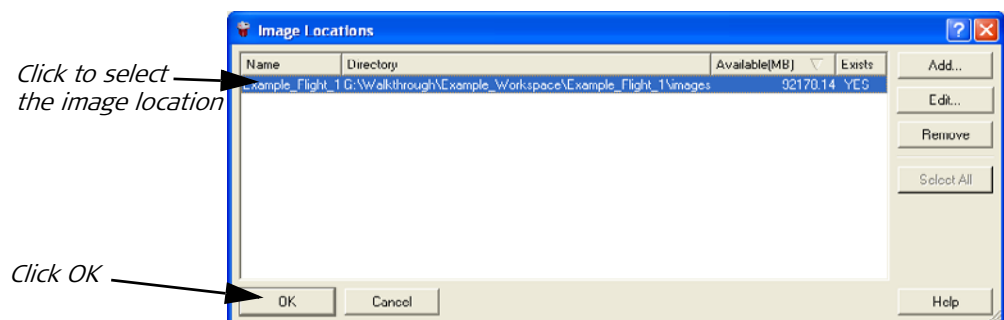 Image Locations
Name Directory Available(MB) Exists Add...
Click to select
the image location
Example_Flight_1 G:\Walkthrough\Example_Workspace\Example_Flight_1\images 92170.14 YES
Edit...
Remove
Select All
Click OK
OK Cancel Help